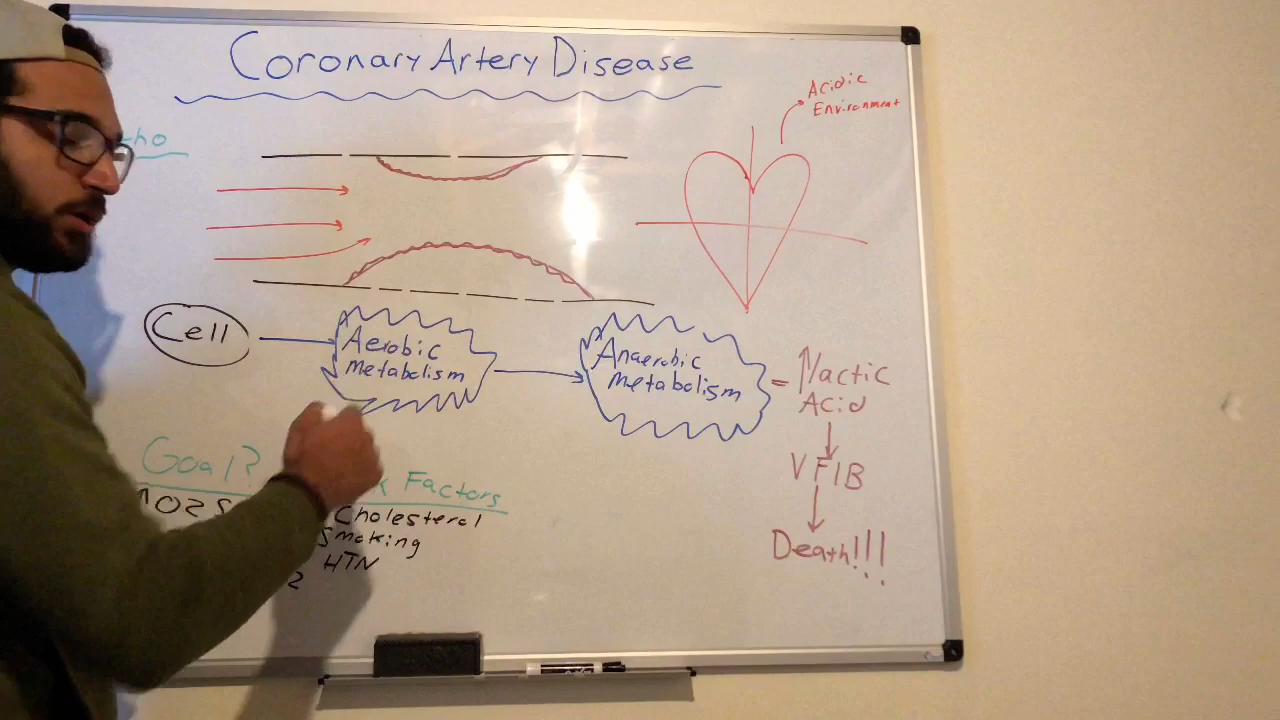 Coronary Artery Disease
Acidic
Environment
Cell
Aerobic
Metabolism
Anaerobic
Metabolism
= ↑lactic
Acid
↓
VFIB
↓
Death!!!
Goal?
Factors
Cholesterol
Smoking
HTN